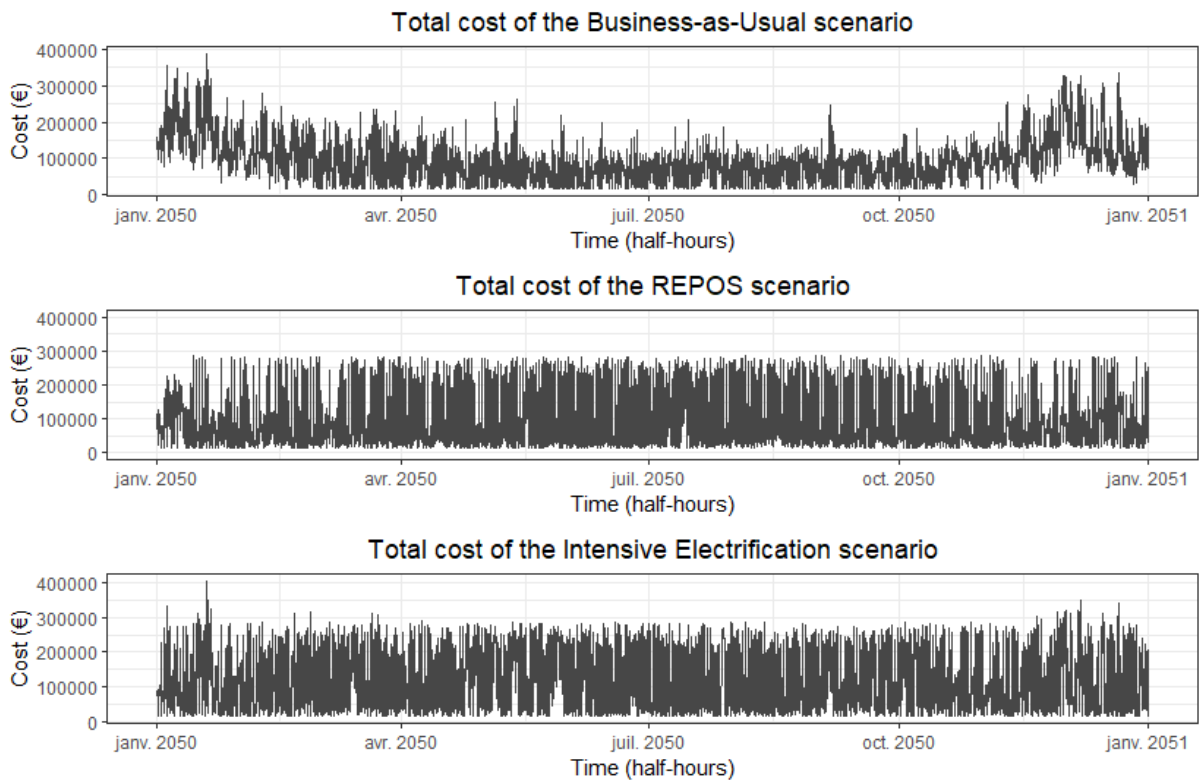 Total cost of the Business-as-Usual scenario
400000
300000
200000
100000
0
Cost (€)
janv. 2050 avr. 2050 juil. 2050 oct. 2050 janv. 2051
Time (half-hours)
Total cost of the REPOS scenario
400000
300000
200000
100000
0
Cost (€)
janv. 2050 avr. 2050 juil. 2050 oct. 2050 janv. 2051
Time (half-hours)
Total cost of the Intensive Electrification scenario
400000
300000
200000
100000
0
Cost (€)
janv. 2050 avr. 2050 juil. 2050 oct. 2050 janv. 2051
Time (half-hours)